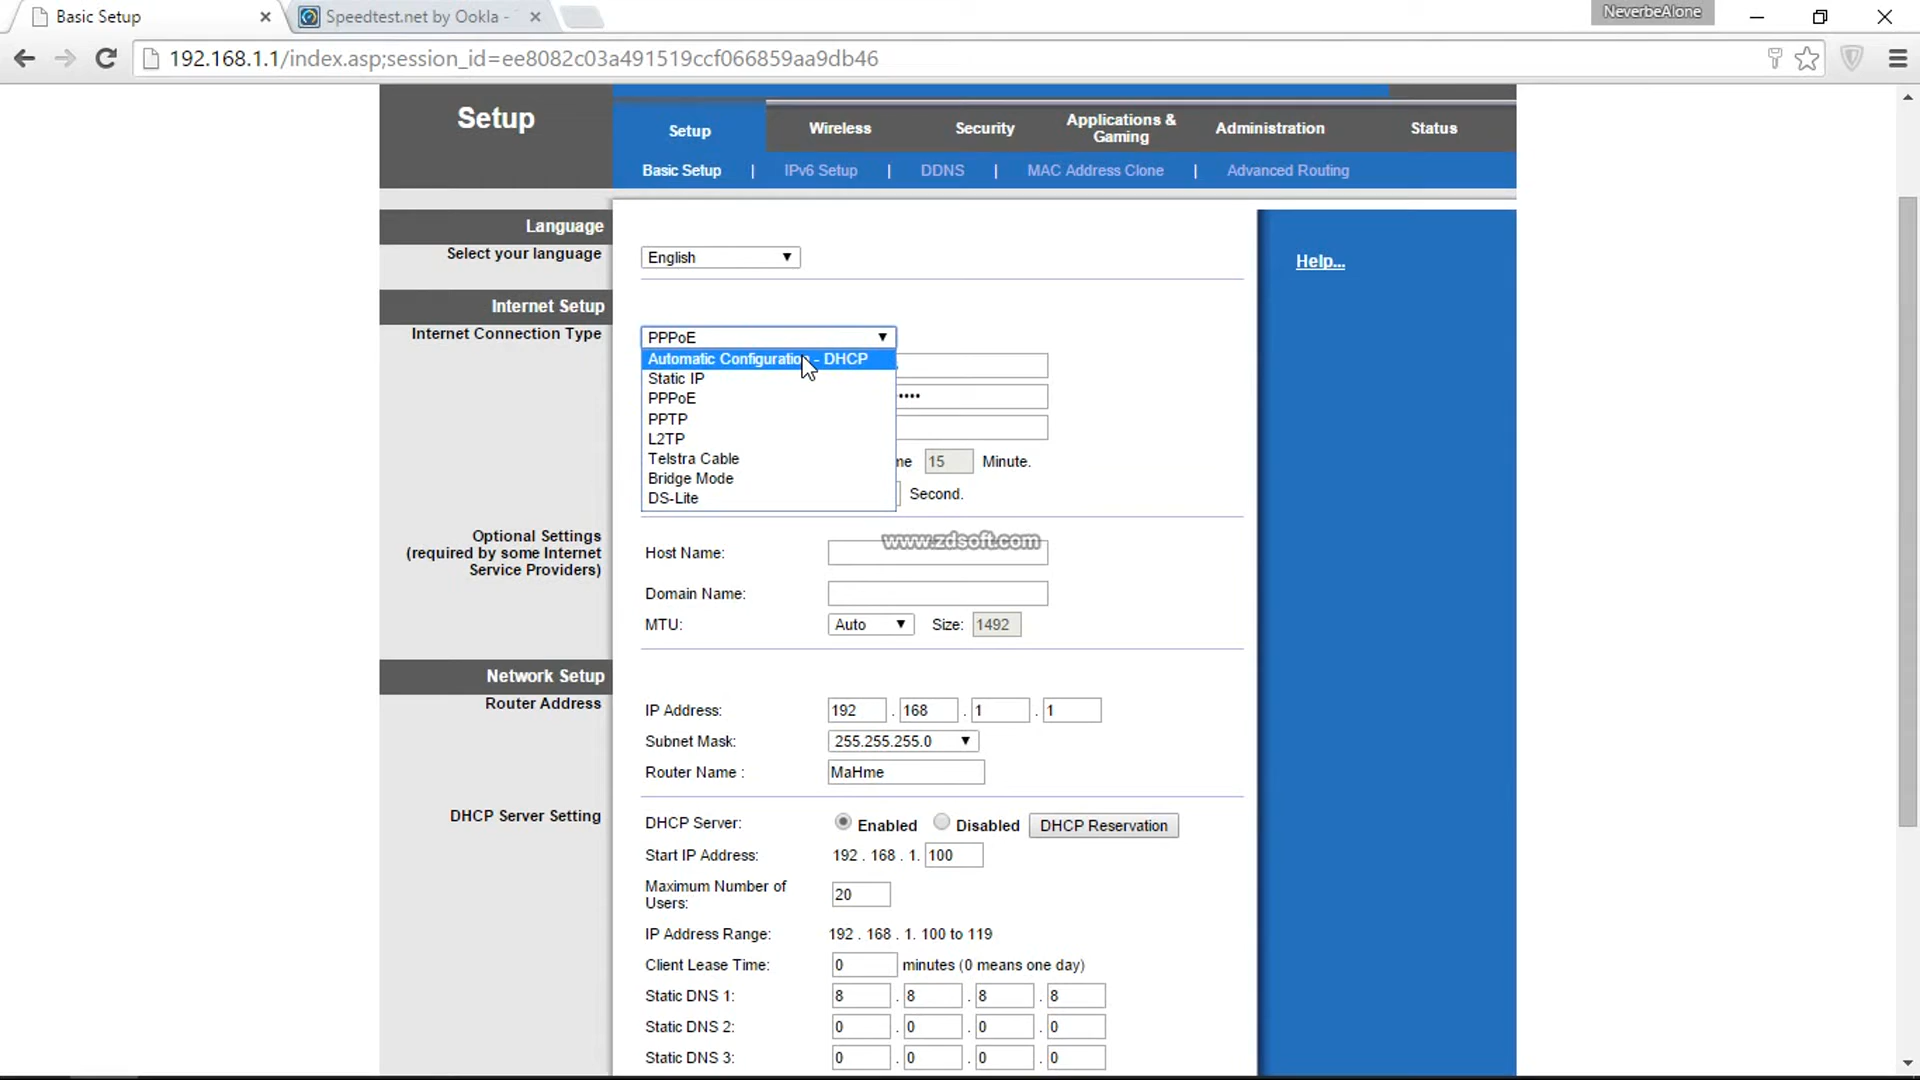 Basic Setup
Speedtest.net by Ookla -
NeverbeAlone
192.168.1.1/index.asp;session_id=ee8082c03a491519ccf066859aa9db46
Setup
Setup
Wireless
Security
Applications &
Gaming
Administration
Status
Basic Setup | IPv6 Setup | DDNS | MAC Address Clone | Advanced Routing
Language
Select your language
English
Help...
Internet Setup
Internet Connection Type
PPPoE
Automatic Configuration - DHCP
Static IP
PPPoE
PPTP
L2TP
Telstra Cable
Bridge Mode
DS-Lite
••••
me 15 Minute.
Second.
Optional Settings
(required by some Internet
Service Providers)
www.zdsoft.com
Host Name:
Domain Name:
MTU: Auto Size: 1492
Network Setup
Router Address
IP Address: 192 . 168 . 1 . 1
Subnet Mask: 255.255.255.0
Router Name : MaHme
DHCP Server Setting
DHCP Server: Enabled Disabled DHCP Reservation
Start IP Address: 192 . 168 . 1. 100
Maximum Number of
Users: 20
IP Address Range: 192 . 168 . 1. 100 to 119
Client Lease Time: 0 minutes (0 means one day)
Static DNS 1: 8 . 8 . 8 . 8
Static DNS 2: 0 . 0 . 0 . 0
Static DNS 3: 0 . 0 . 0 . 0